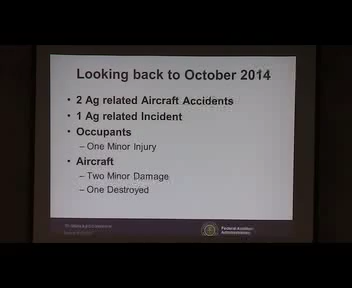 Looking back to October 2014
• 2 Ag related Aircraft Accidents
• 1 Ag related Incident
• Occupants
– One Minor Injury
• Aircraft
– Two Minor Damage
– One Destroyed
Federal Aviation
Administration